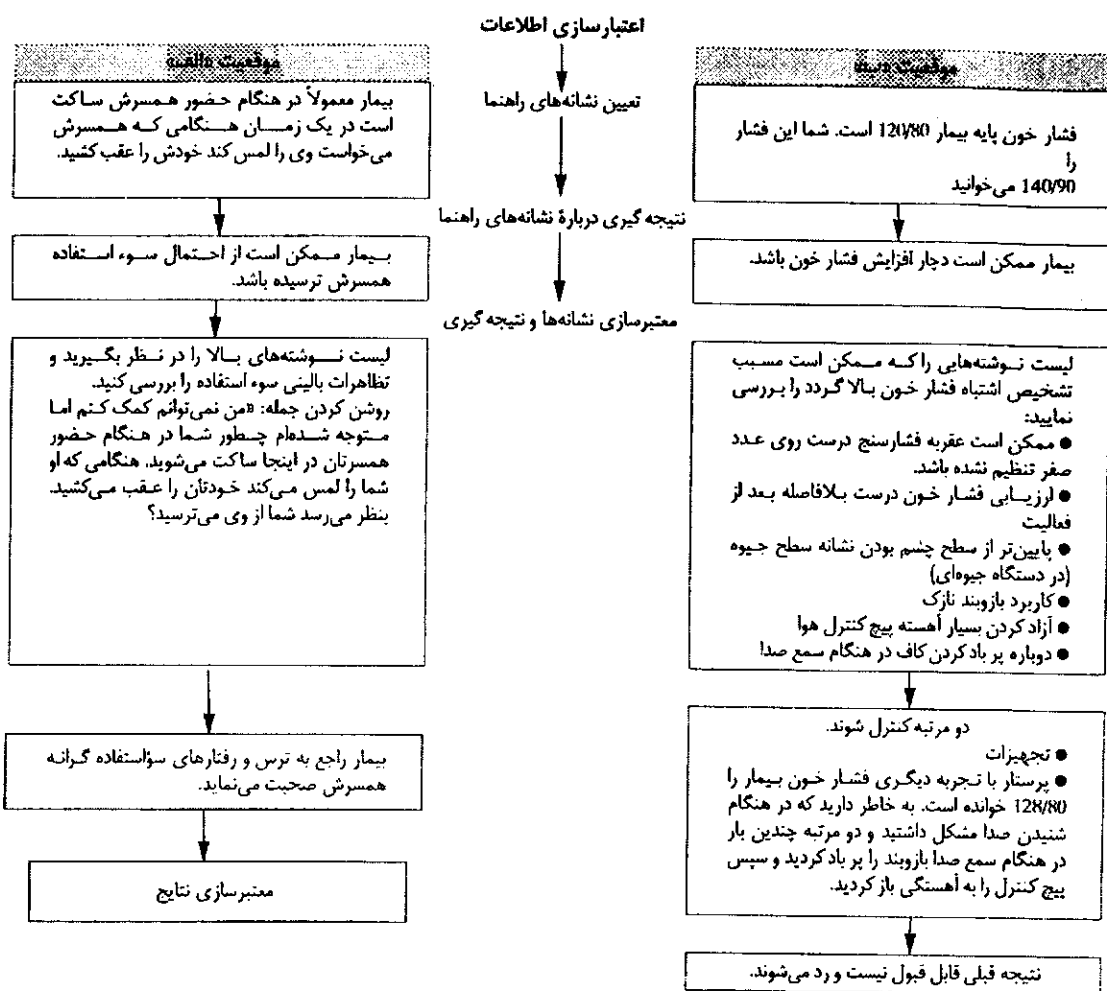 اعتبارسازی اطلاعات
تعیین نشانه‌های راهنما
نتیجه گیری دربارهٔ نشانه‌های راهنما
معتبرسازی نشانه‌ها و نتیجه گیری
موقعیت «ب»
فشار خون پایه بیمار 120/80 است. شما این فشار
را
140/90 می‌خوانید
بیمار ممکن است دچار افزایش فشار خون باشد.
لیست نوشته‌هایی را که ممکن است مسبب
تشخیص اشتباه فشار خون بالا گردد را بررسی
نمایید:
● ممکن است عقربه فشارسنج درست روی عدد
صفر تنظیم نشده باشد.
● ارزیابی فشار خون درست بلافاصله بعد از
فعالیت
● پایین‌تر از سطح چشم بودن نشانه سطح جیوه
(در دستگاه جیوه‌ای)
● کاربرد بازوبند نازک
● آزاد کردن بسیار آهسته پیچ کنترل هوا
● دوباره پر باد کردن کاف در هنگام سمع صدا
دو مرتبه کنترل شوند.
● تجهیزات
● پرستار با تجربه دیگری فشار خون بیمار را
128/80 خوانده است. به خاطر دارید که در هنگام
شنیدن صدا مشکل داشتید و دو مرتبه چندین بار
در هنگام سمع صدا بازوبند را پر باد کردید و سپس
پیچ کنترل را به آهستگی باز کردید.
نتیجه قبلی قابل قبول نیست و رد می‌شوند.
موقعیت «الف»
بیمار معمولاً در هنگام حضور همسرش ساکت
است در یک زمان هنگامی که همسرش
می‌خواست وی را لمس کند خودش را عقب کشید.
بیمار ممکن است از احتمال سوء استفاده
همسرش ترسیده باشد.
لیست نوشته‌های بالا را در نظر بگیرید و
تظاهرات بالینی سوء استفاده را بررسی کنید.
روشن کردن جمله: «من نمی‌توانم کمک کنم اما
متوجه شده‌ام چطور شما در هنگام حضور
همسرتان در اینجا ساکت می‌شوید. هنگامی که او
شما را لمس می‌کند خودتان را عقب می‌کشید.
بنظر می‌رسد شما از وی می‌ترسید؟
بیمار راجع به ترس و رفتارهای سؤاستفاده گرانه
همسرش صحبت می‌نماید.
معتبرسازی نتایج